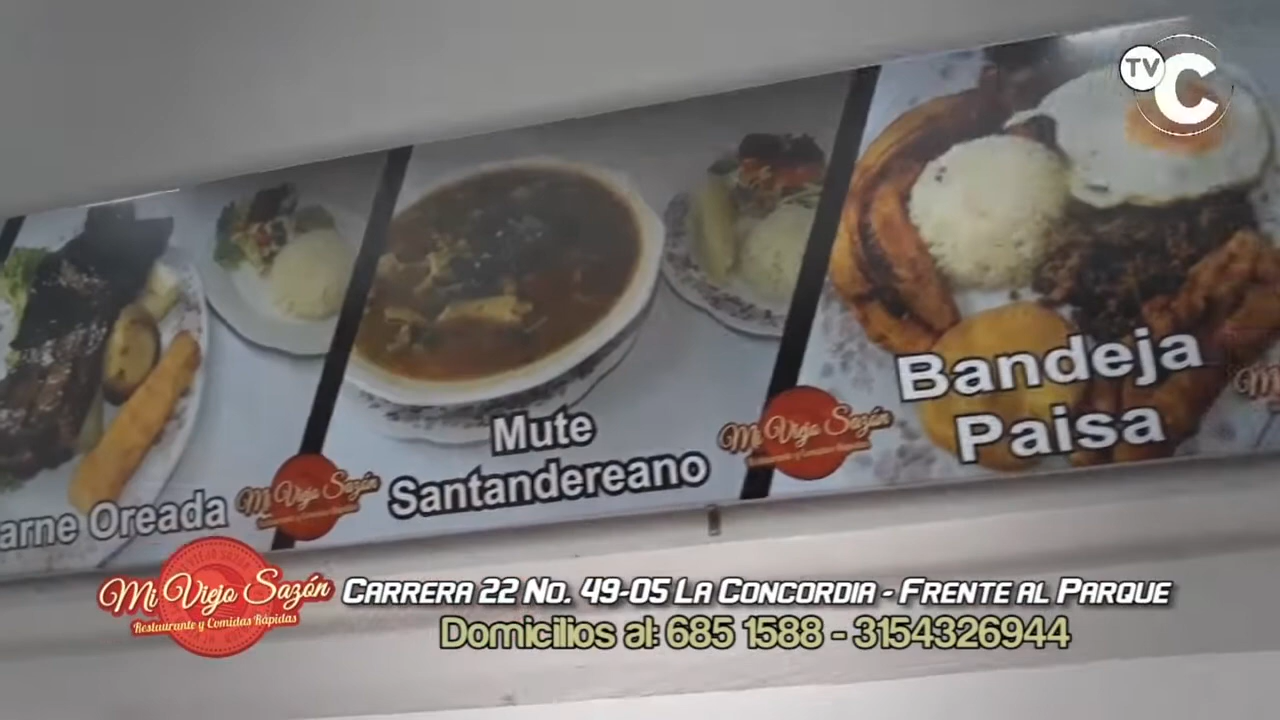 TV C
Bandeja
Paisa
Mute
Santandereano
arne Oreada
Mi Viejo Sazón
Mi Viejo Sazón
Mi Viejo Sazón
Restaurante y Comidas Rápidas
CARRERA 22 NO. 49-05 LA CONCORDIA - FRENTE AL PARQUE
Domicilios al: 685 1588 - 3154326944